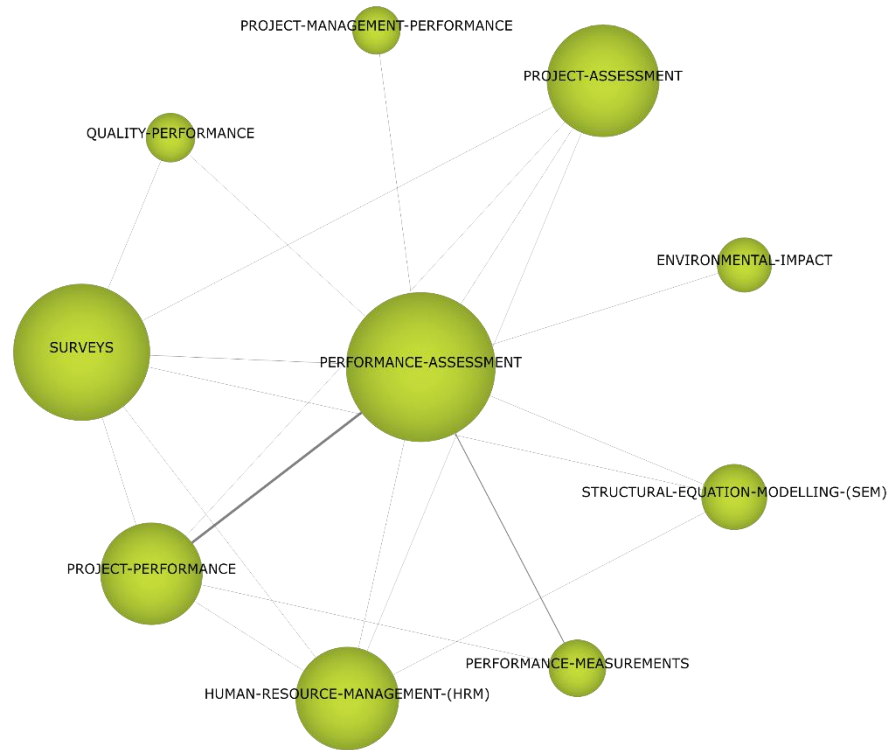 PROJECT-MANAGEMENT-PERFORMANCE
PROJECT-ASSESSMENT
QUALITY-PERFORMANCE
ENVIRONMENTAL-IMPACT
SURVEYS
PERFORMANCE-ASSESSMENT
STRUCTURAL-EQUATION-MODELLING-(SEM)
PROJECT-PERFORMANCE
PERFORMANCE-MEASUREMENTS
HUMAN-RESOURCE-MANAGEMENT-(HRM)